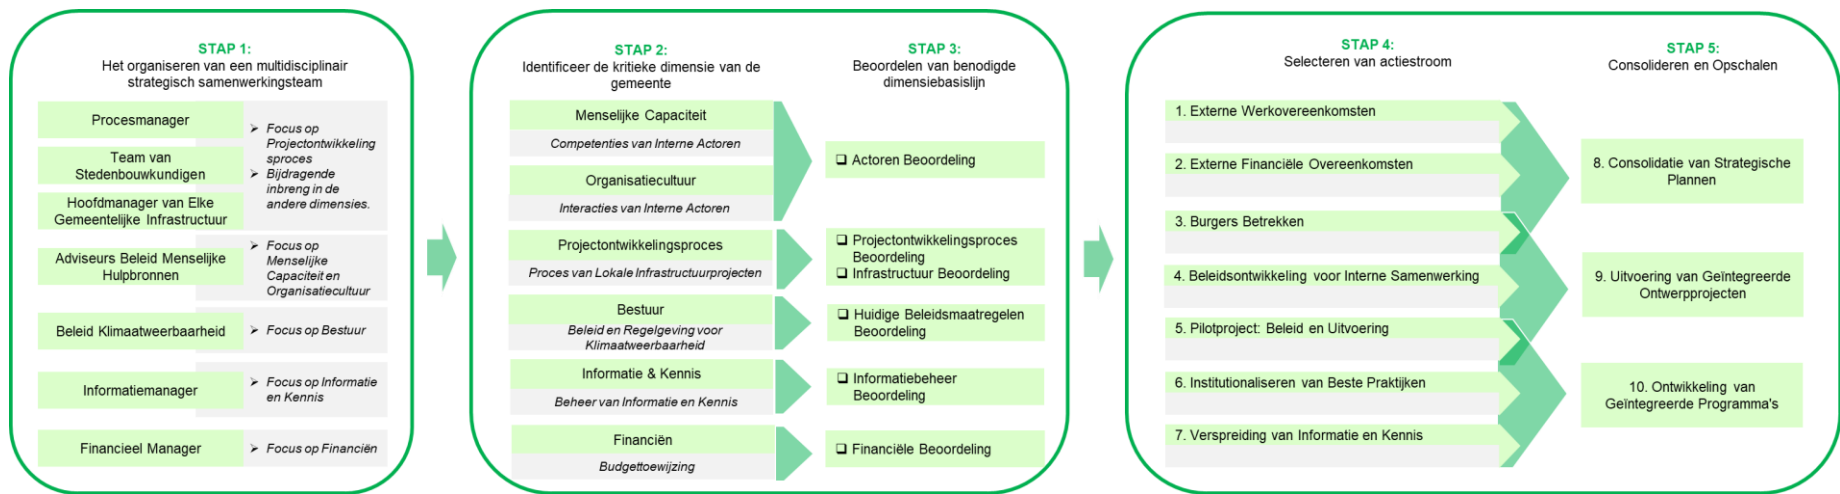 STAP 1:
Het organiseren van een multidisciplinair
strategisch samenwerkingsteam
Procesmanager
Team van
Stedenbouwkundigen
Hoofdmanager van Elke
Gemeentelijke Infrastructuur
➢ Focus op
Projectontwikkeling
sproces
➢ Bijdragende
inbreng in de
andere dimensies.
Adviseurs Beleid Menselijke
Hulpbronnen
➢ Focus op
Menselijke
Capaciteit en
Organisatiecultuur
Beleid Klimaatweerbaarheid
➢ Focus op Bestuur
Informatiemanager
➢ Focus op Informatie
en Kennis
Financieel Manager
➢ Focus op Financiën
STAP 2:
Identificeer de kritieke dimensie van de
gemeente
Menselijke Capaciteit
Competenties van Interne Actoren
Organisatiecultuur
Interacties van Interne Actoren
Projectontwikkelingsproces
Proces van Lokale Infrastructuurprojecten
Bestuur
Beleid en Regelgeving voor
Klimaatweerbaarheid
Informatie & Kennis
Beheer van Informatie en Kennis
Financiën
Budgettoewijzing
STAP 3:
Beoordelen van benodigde
dimensiebasislijn
❑ Actoren Beoordeling
❑ Projectontwikkelingsproces
Beoordeling
❑ Infrastructuur Beoordeling
❑ Huidige Beleidsmaatregelen
Beoordeling
❑ Informatiebeheer
Beoordeling
❑ Financiële Beoordeling
STAP 4:
Selecteren van actiestroom
1. Externe Werkovereenkomsten
2. Externe Financiële Overeenkomsten
3. Burgers Betrekken
4. Beleidsontwikkeling voor Interne Samenwerking
5. Pilotproject: Beleid en Uitvoering
6. Institutionaliseren van Beste Praktijken
7. Verspreiding van Informatie en Kennis
STAP 5:
Consolideren en Opschalen
8. Consolidatie van Strategische
Plannen
9. Uitvoering van Geïntegreerde
Ontwerpprojecten
10. Ontwikkeling van
Geïntegreerde Programma's